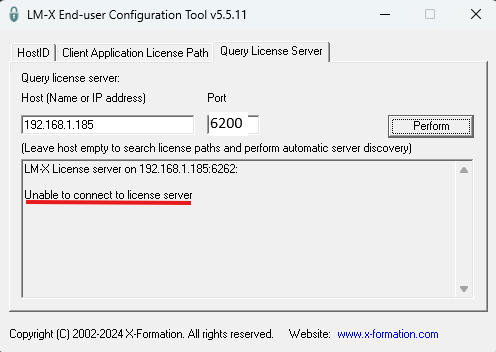 LM-X End-user Configuration Tool v5.5.11
HostID Client Application License Path Query License Server
Query license server:
Host (Name or IP address) Port
192.168.1.185 6200 Perform
(Leave host empty to search license paths and perform automatic server discovery)
LM-X License server on 192.168.1.185:6262:
Unable to connect to license server
Copyright (C) 2002-2024 X-Formation. All rights reserved. Website: www.x-formation.com